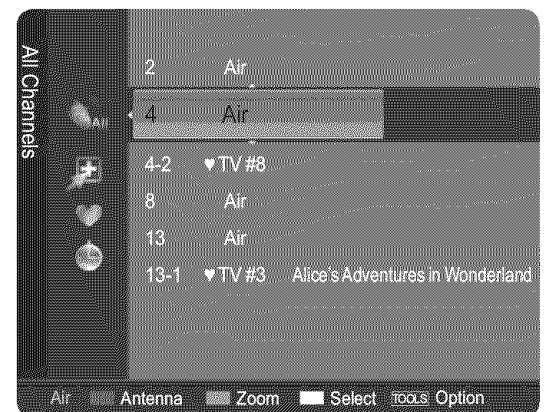 All Channels
2 Air
All
4 Air
4-2 ♥ TV #8
8 Air
13 Air
13-1 ♥ TV #3 Alice's Adventures in Wonderland
Air Antenna Zoom Select TOOLS Option